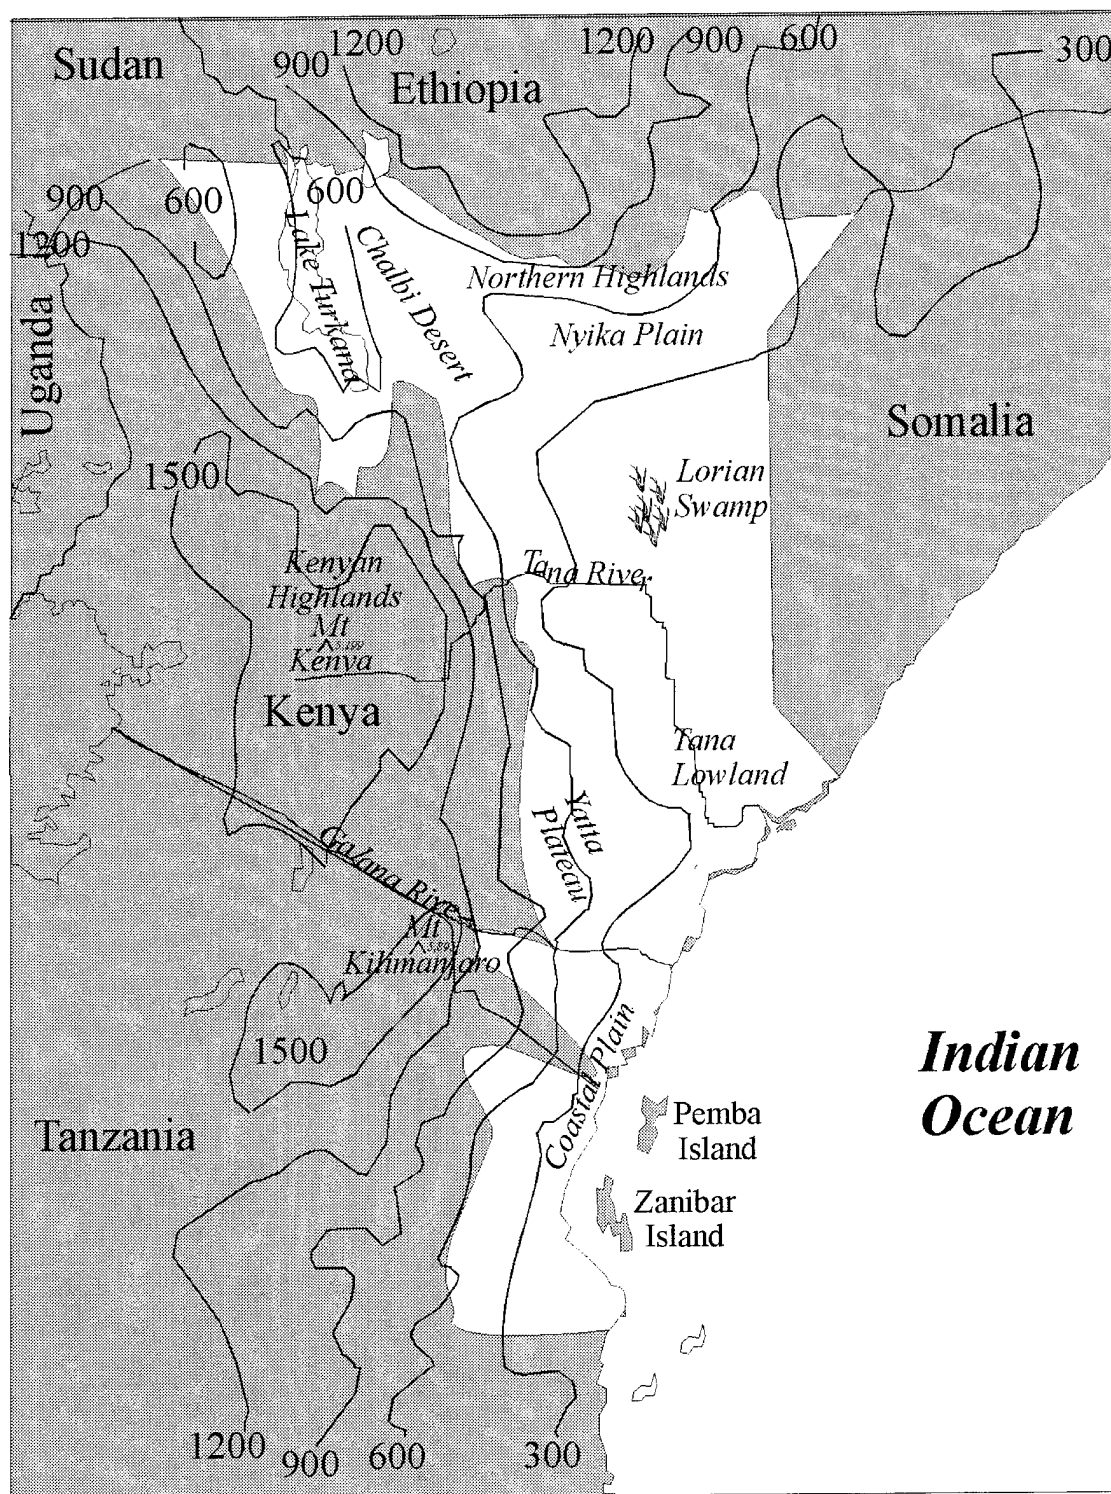 1200
1200
900
600
300
Sudan
900
Ethiopia
900
600
600
1200
Lake Turkana
Chalbi Desert
Northern Highlands
Nyika Plain
Uganda
Somalia
1500
Lorian
Swamp
Tana River
Kenyan
Highlands
Mt
Kenya
Kenya
Tana
Lowland
Yatta
Plateau
Galana River
Mt
Kilimanjaro
1500
Coastal Plain
Indian
Ocean
Tanzania
Pemba
Island
Zanibar
Island
1200
900
600
300